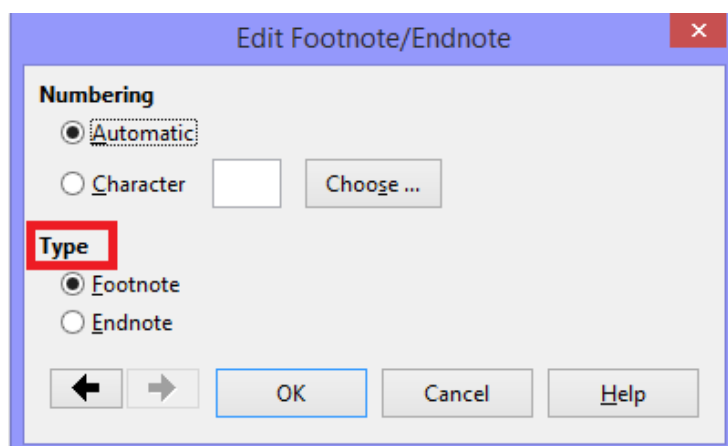 Edit Footnote/Endnote
Numbering
Automatic
Character Choose ...
Type
Footnote
Endnote
OK Cancel Help